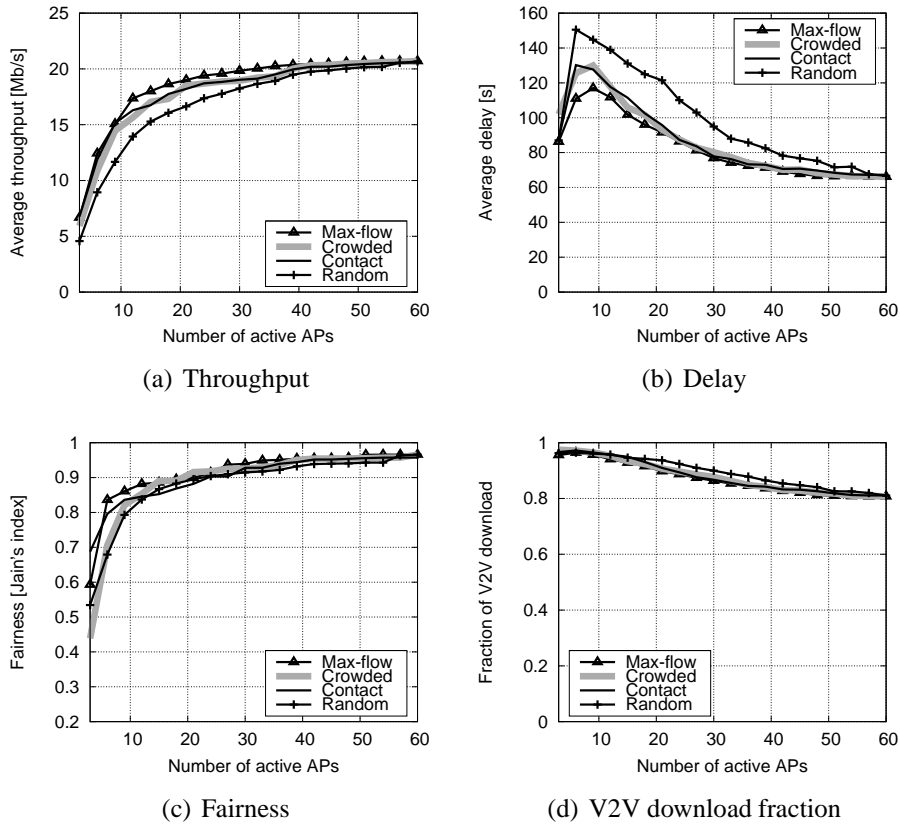 25
20
15
10
5
0
Average throughput [Mb/s]
Max-flow
Crowded
Contact
Random
10 20 30 40 50 60
Number of active APs
(a) Throughput
160
140
120
100
80
60
40
20
0
Average delay [s]
Max-flow
Crowded
Contact
Random
10 20 30 40 50 60
Number of active APs
(b) Delay
1
0.9
0.8
0.7
0.6
0.5
0.4
0.3
0.2
Fairness [Jain's index]
Max-flow
Crowded
Contact
Random
10 20 30 40 50 60
Number of active APs
(c) Fairness
1
0.8
0.6
0.4
0.2
0
Fraction of V2V download
Max-flow
Crowded
Contact
Random
10 20 30 40 50 60
Number of active APs
(d) V2V download fraction